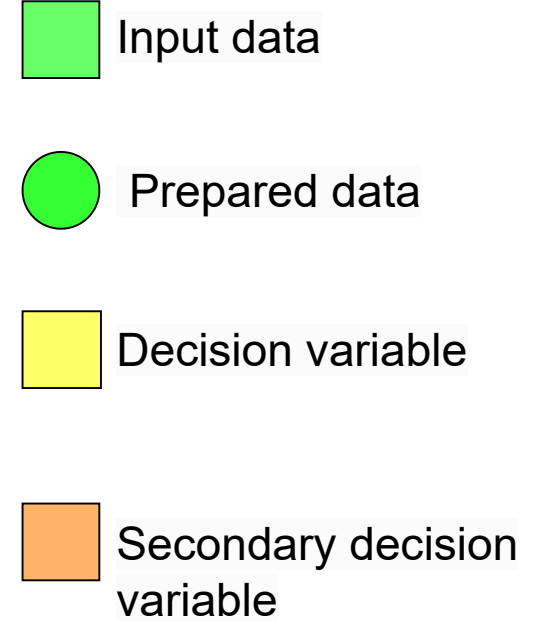 Input data
Prepared data
Decision variable
Secondary decision
variable